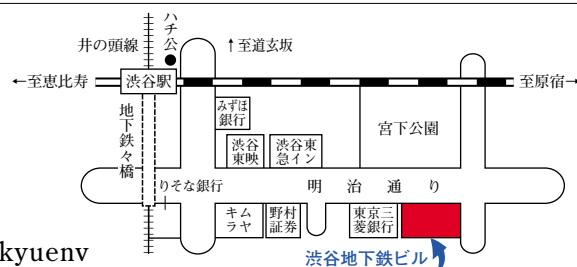 ハチ公
井の頭線
↑至道玄坂
←至恵比寿
渋谷駅
至原宿→
みずほ
銀行
地下鉄々橋
渋谷
東映
渋谷東
急イン
宮下公園
りそな銀行
明治通り
キム
ラヤ
野村
証券
東京三
菱銀行
kyuenv
渋谷地下鉄ビル